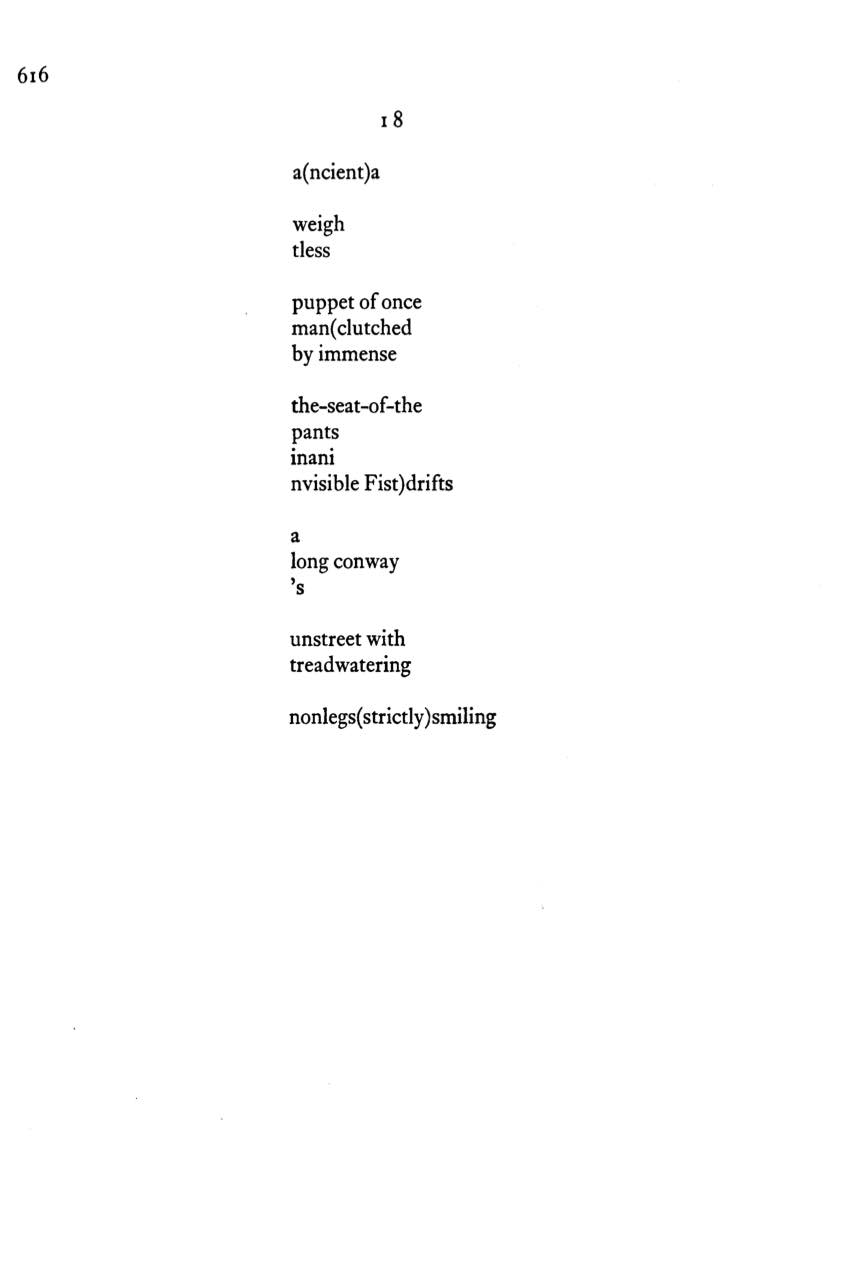 616
18
a(ncient)a
weigh
tless
puppet of once
man(clutched
by immense
the-seat-of-the
pants
inani
nvisible Fist)drifts
a
long conway
's
unstreet with
treadwatering
nonlegs(strictly)smiling